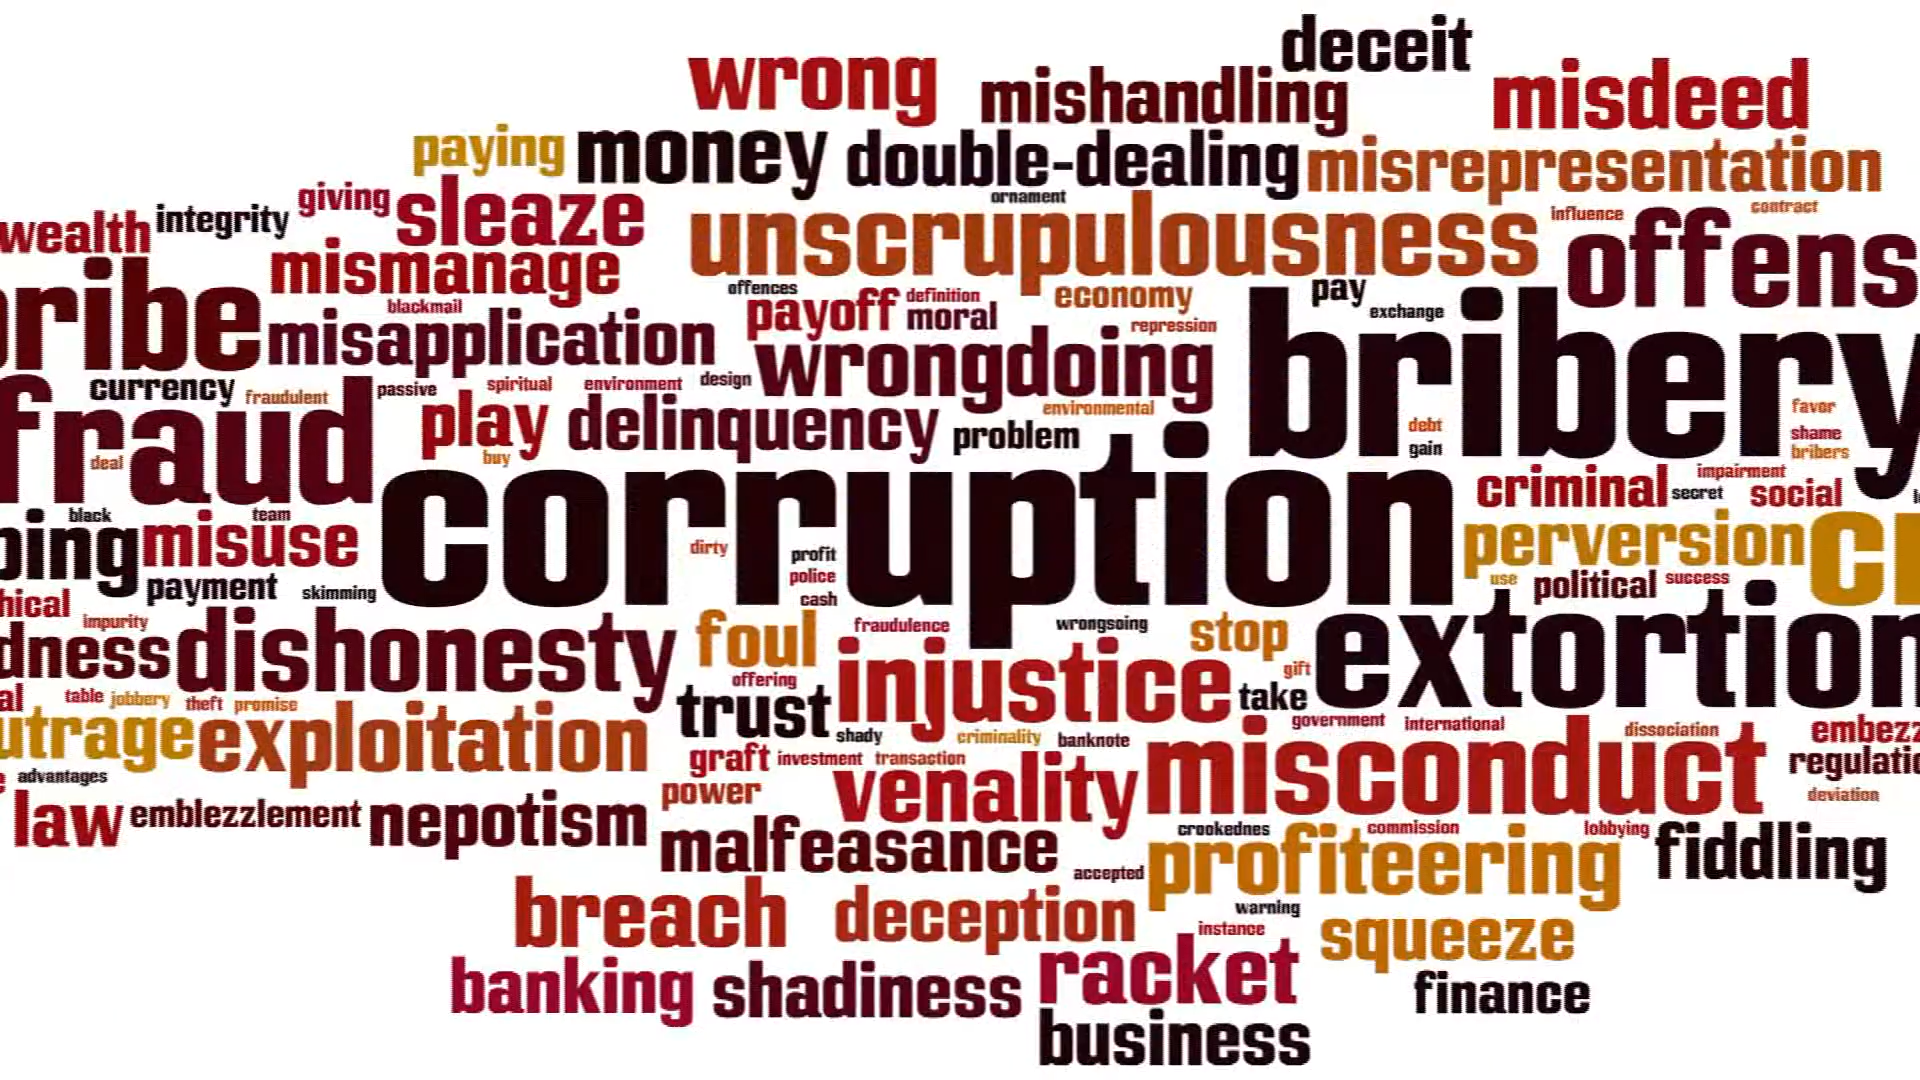 deceit
wrong mishandling misdeed
paying money double-dealing misrepresentation
giving sleaze ornament
wealth integrity unscrupulousness influence contract
mismanage offens
ribe blackmail offences payoff definition economy pay
misapplication moral repression bribery exchange
currency fraudulent passive spiritual environment design wrongdoing
fraud play delinquency problem environmental debt favor
deal buy gain shame
bribers
corruption criminal impairment secret social
black team
ping misuse dirty profit perversion cr
payment skimming police use political success
hical impurity cash
dness dishonesty foul fraudulence wrongsoing stop extortion
al table jobbery theft promise offering injustice gift
trust take
utrage exploitation shady criminality banknote government international dissociation embezz
advantages graft investment transaction misconduct regulatio
law emblezzlement nepotism power venality deviation
malfeasance crookednes commission lobbying fiddling
accepted profiteering
breach deception warning
instance squeeze
banking shadiness racket finance
business